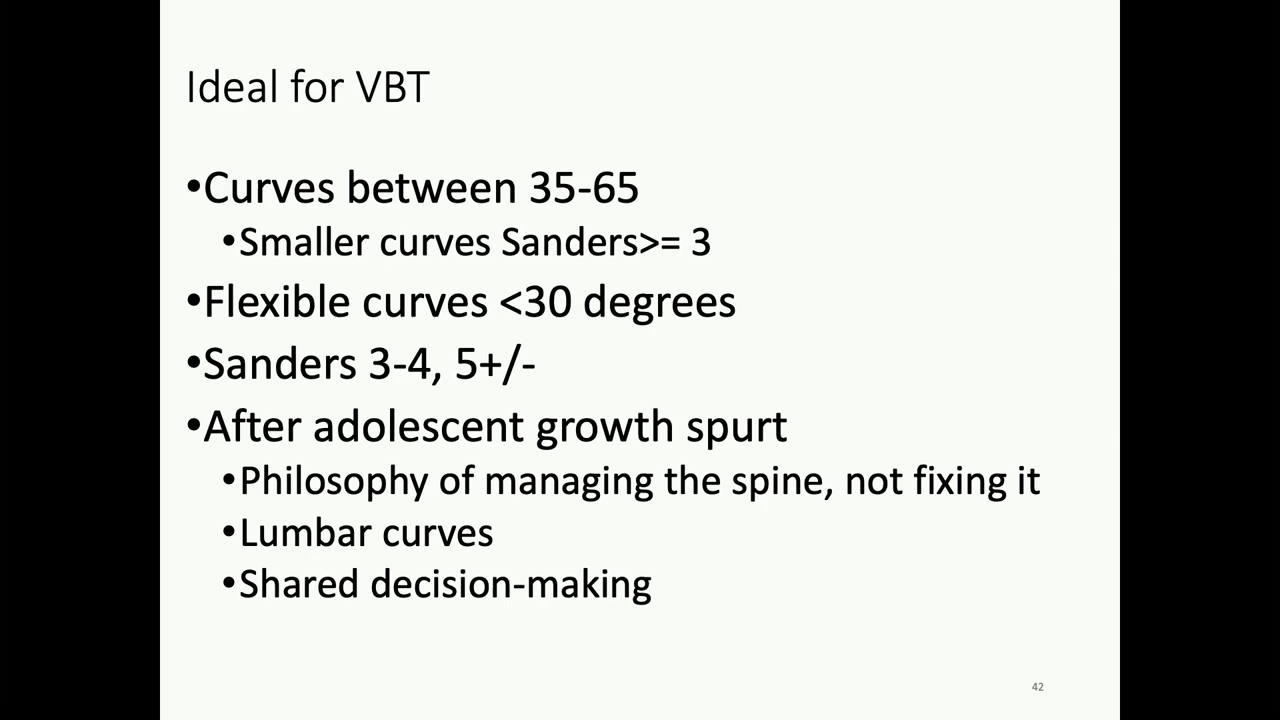 Ideal for VBT
•Curves between 35-65
•Smaller curves Sanders>= 3
•Flexible curves <30 degrees
•Sanders 3-4, 5+/-
•After adolescent growth spurt
•Philosophy of managing the spine, not fixing it
•Lumbar curves
•Shared decision-making
42